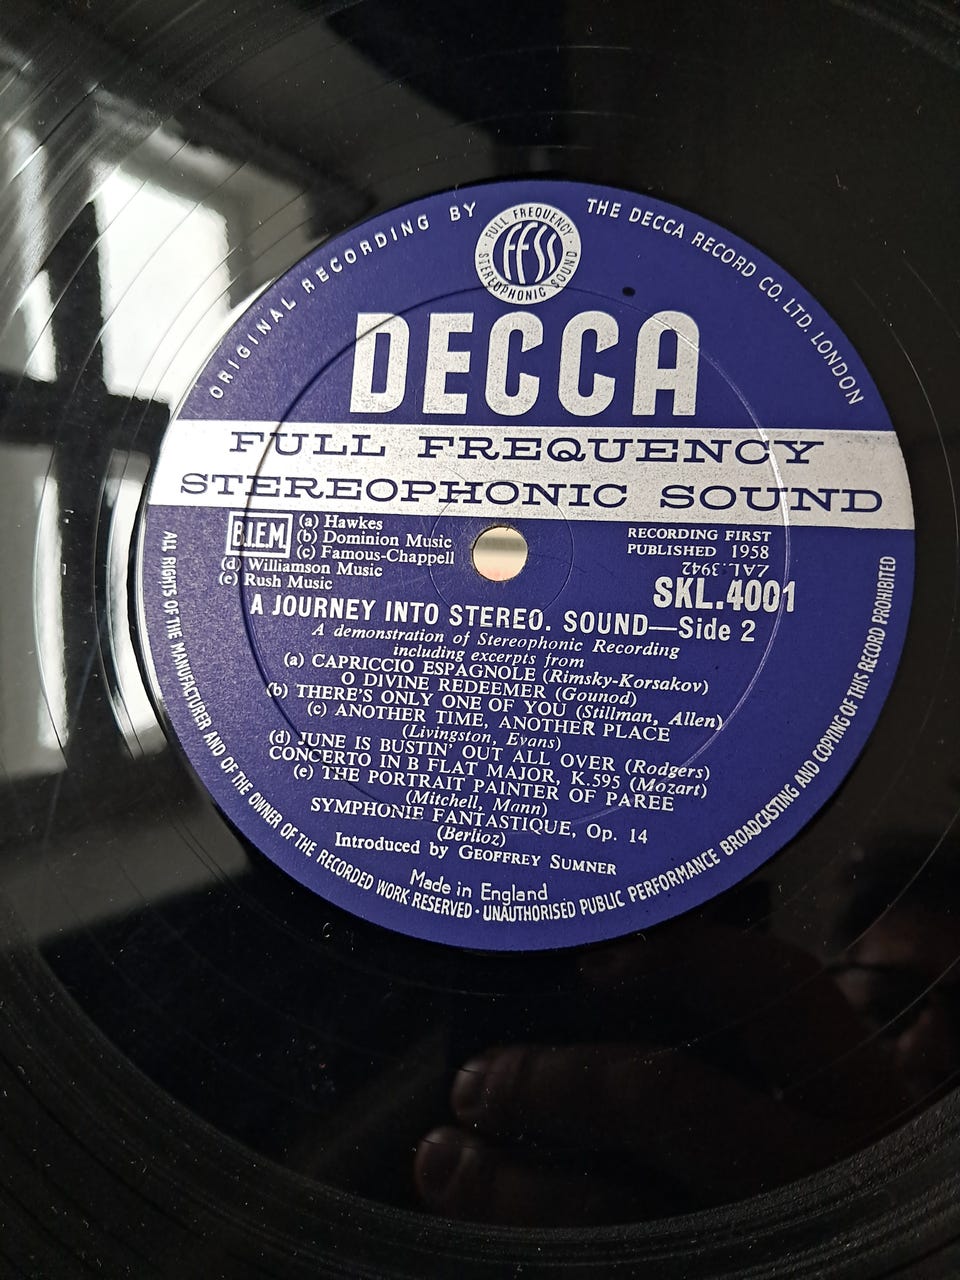 ORIGINAL RECORDING BY THE DECCA RECORD CO. LTD. LONDON
FULL FREQUENCY
FFSS
STEREOPHONIC SOUND
DECCA
FULL FREQUENCY
STEREOPHONIC SOUND
B.I.E.M.
(a) Hawkes
(b) Dominion Music
(c) Famous-Chappell
(d) Williamson Music
(e) Rush Music
RECORDING FIRST
PUBLISHED 1958
ZAL.3942
SKL.4001
A JOURNEY INTO STEREO. SOUND—Side 2
A demonstration of Stereophonic Recording
including excerpts from
(a) CAPRICCIO ESPAGNOLE (Rimsky-Korsakov)
O DIVINE REDEEMER (Gounod)
(b) THERE'S ONLY ONE OF YOU (Stillman, Allen)
(c) ANOTHER TIME, ANOTHER PLACE
(Livingston, Evans)
(d) JUNE IS BUSTIN' OUT ALL OVER (Rodgers)
CONCERTO IN B FLAT MAJOR, K.595 (Mozart)
(e) THE PORTRAIT PAINTER OF PAREE
(Mitchell, Mann)
SYMPHONIE FANTASTIQUE, Op. 14
(Berlioz)
Introduced by GEOFFREY SUMNER
Made in England
ALL RIGHTS OF THE MANUFACTURER AND OF THE OWNER OF THE RECORDED WORK RESERVED · UNAUTHORISED PUBLIC PERFORMANCE BROADCASTING AND COPYING OF THIS RECORD PROHIBITED